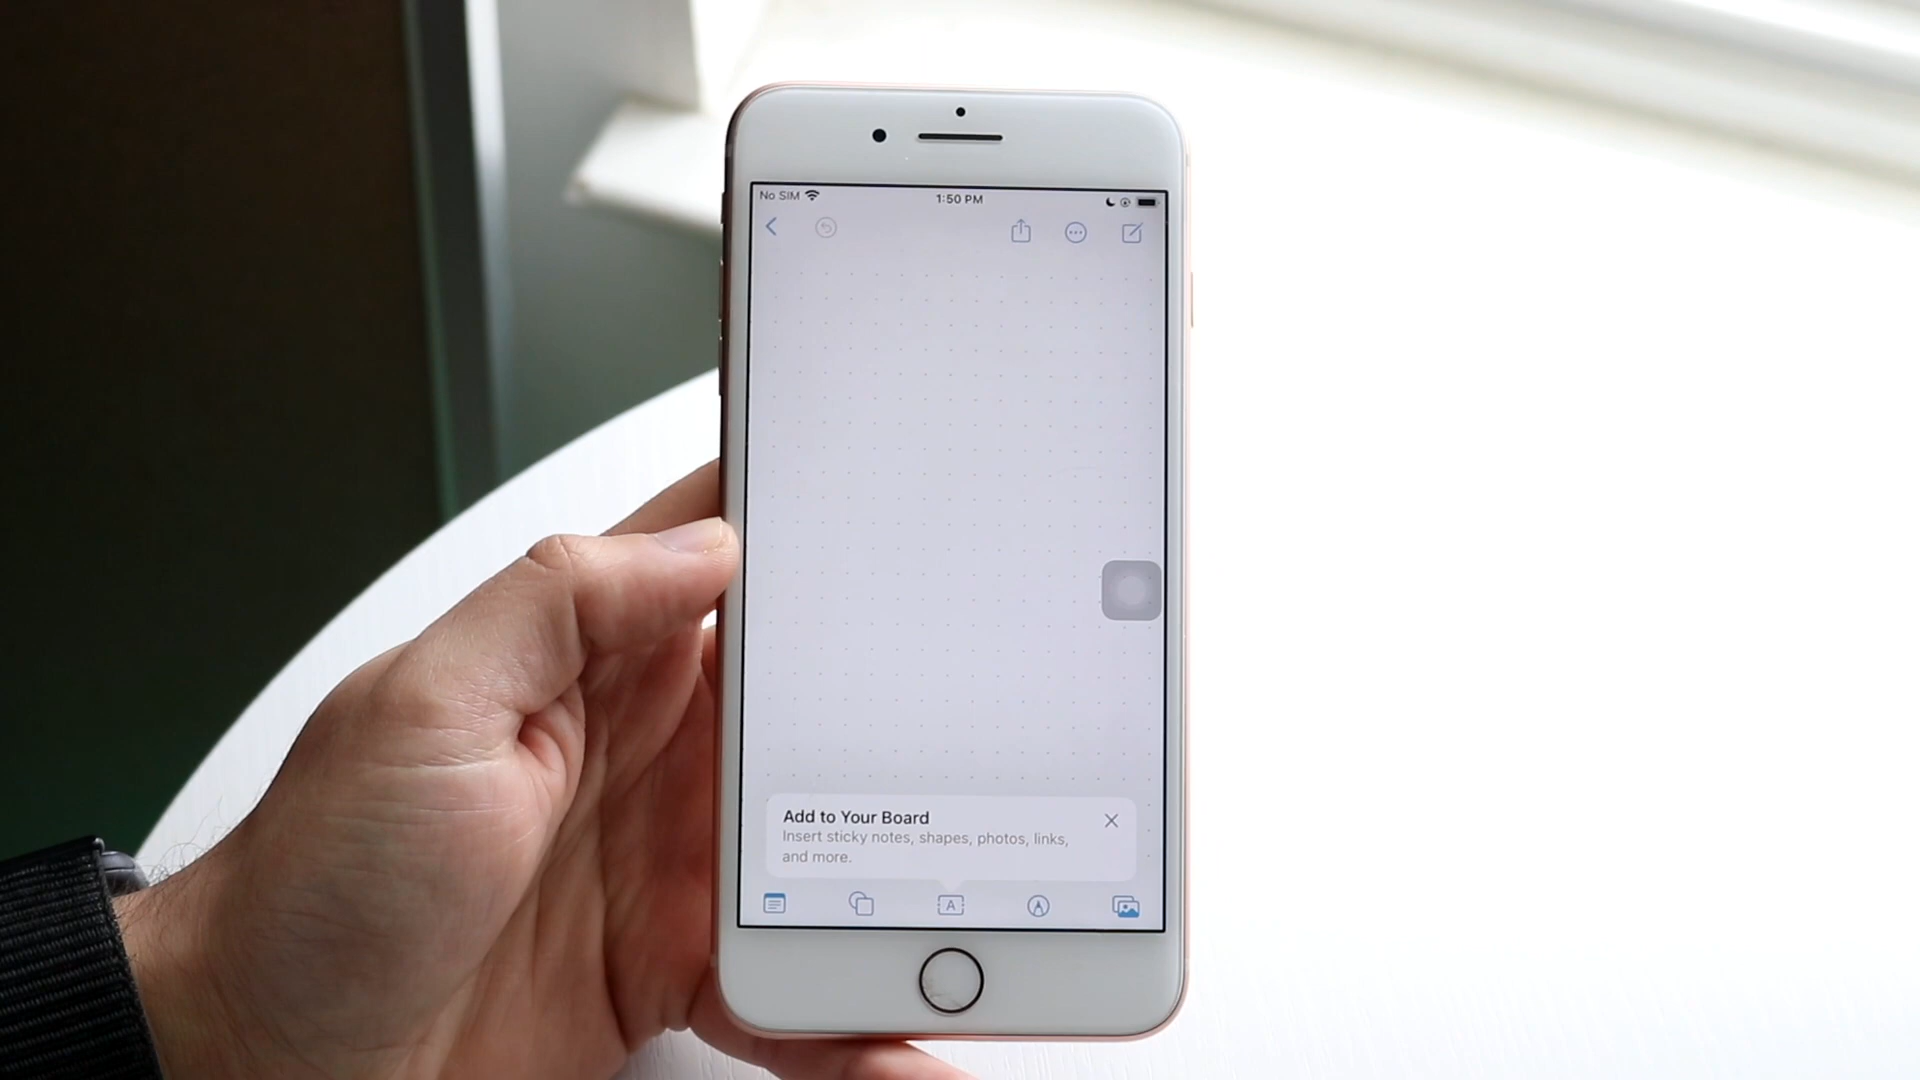 No SIM
1:50 PM
Add to Your Board
Insert sticky notes, shapes, photos, links,
and more.
A